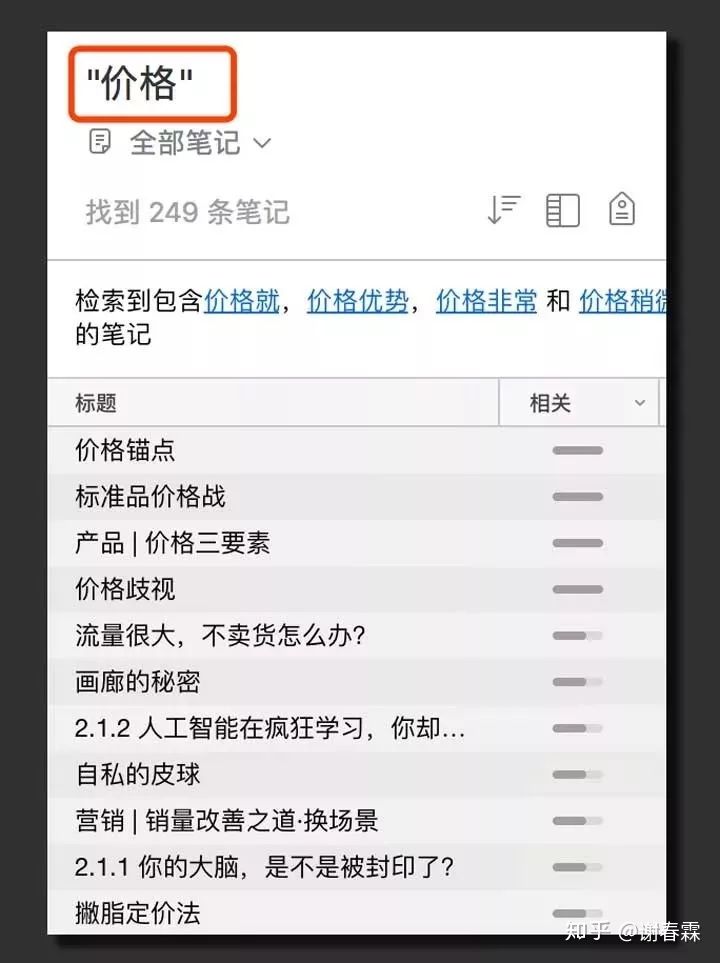 "价格"
全部笔记
找到 249 条笔记
检索到包含价格就，价格优势，价格非常 和 价格稍微
的笔记
标题 相关
价格锚点
标准品价格战
产品 | 价格三要素
价格歧视
流量很大，不卖货怎么办？
画廊的秘密
2.1.2 人工智能在疯狂学习，你却…
自私的皮球
营销 | 销量改善之道·换场景
2.1.1 你的大脑，是不是被封印了？
撇脂定价法
知乎 @谢春霖